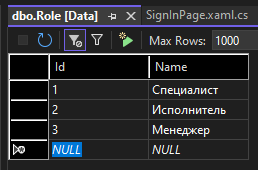 dbo.Role [Data] SignInPage.xaml.cs
Max Rows: 1000
Id Name
1 Специалист
2 Исполнитель
3 Менеджер
NULL NULL